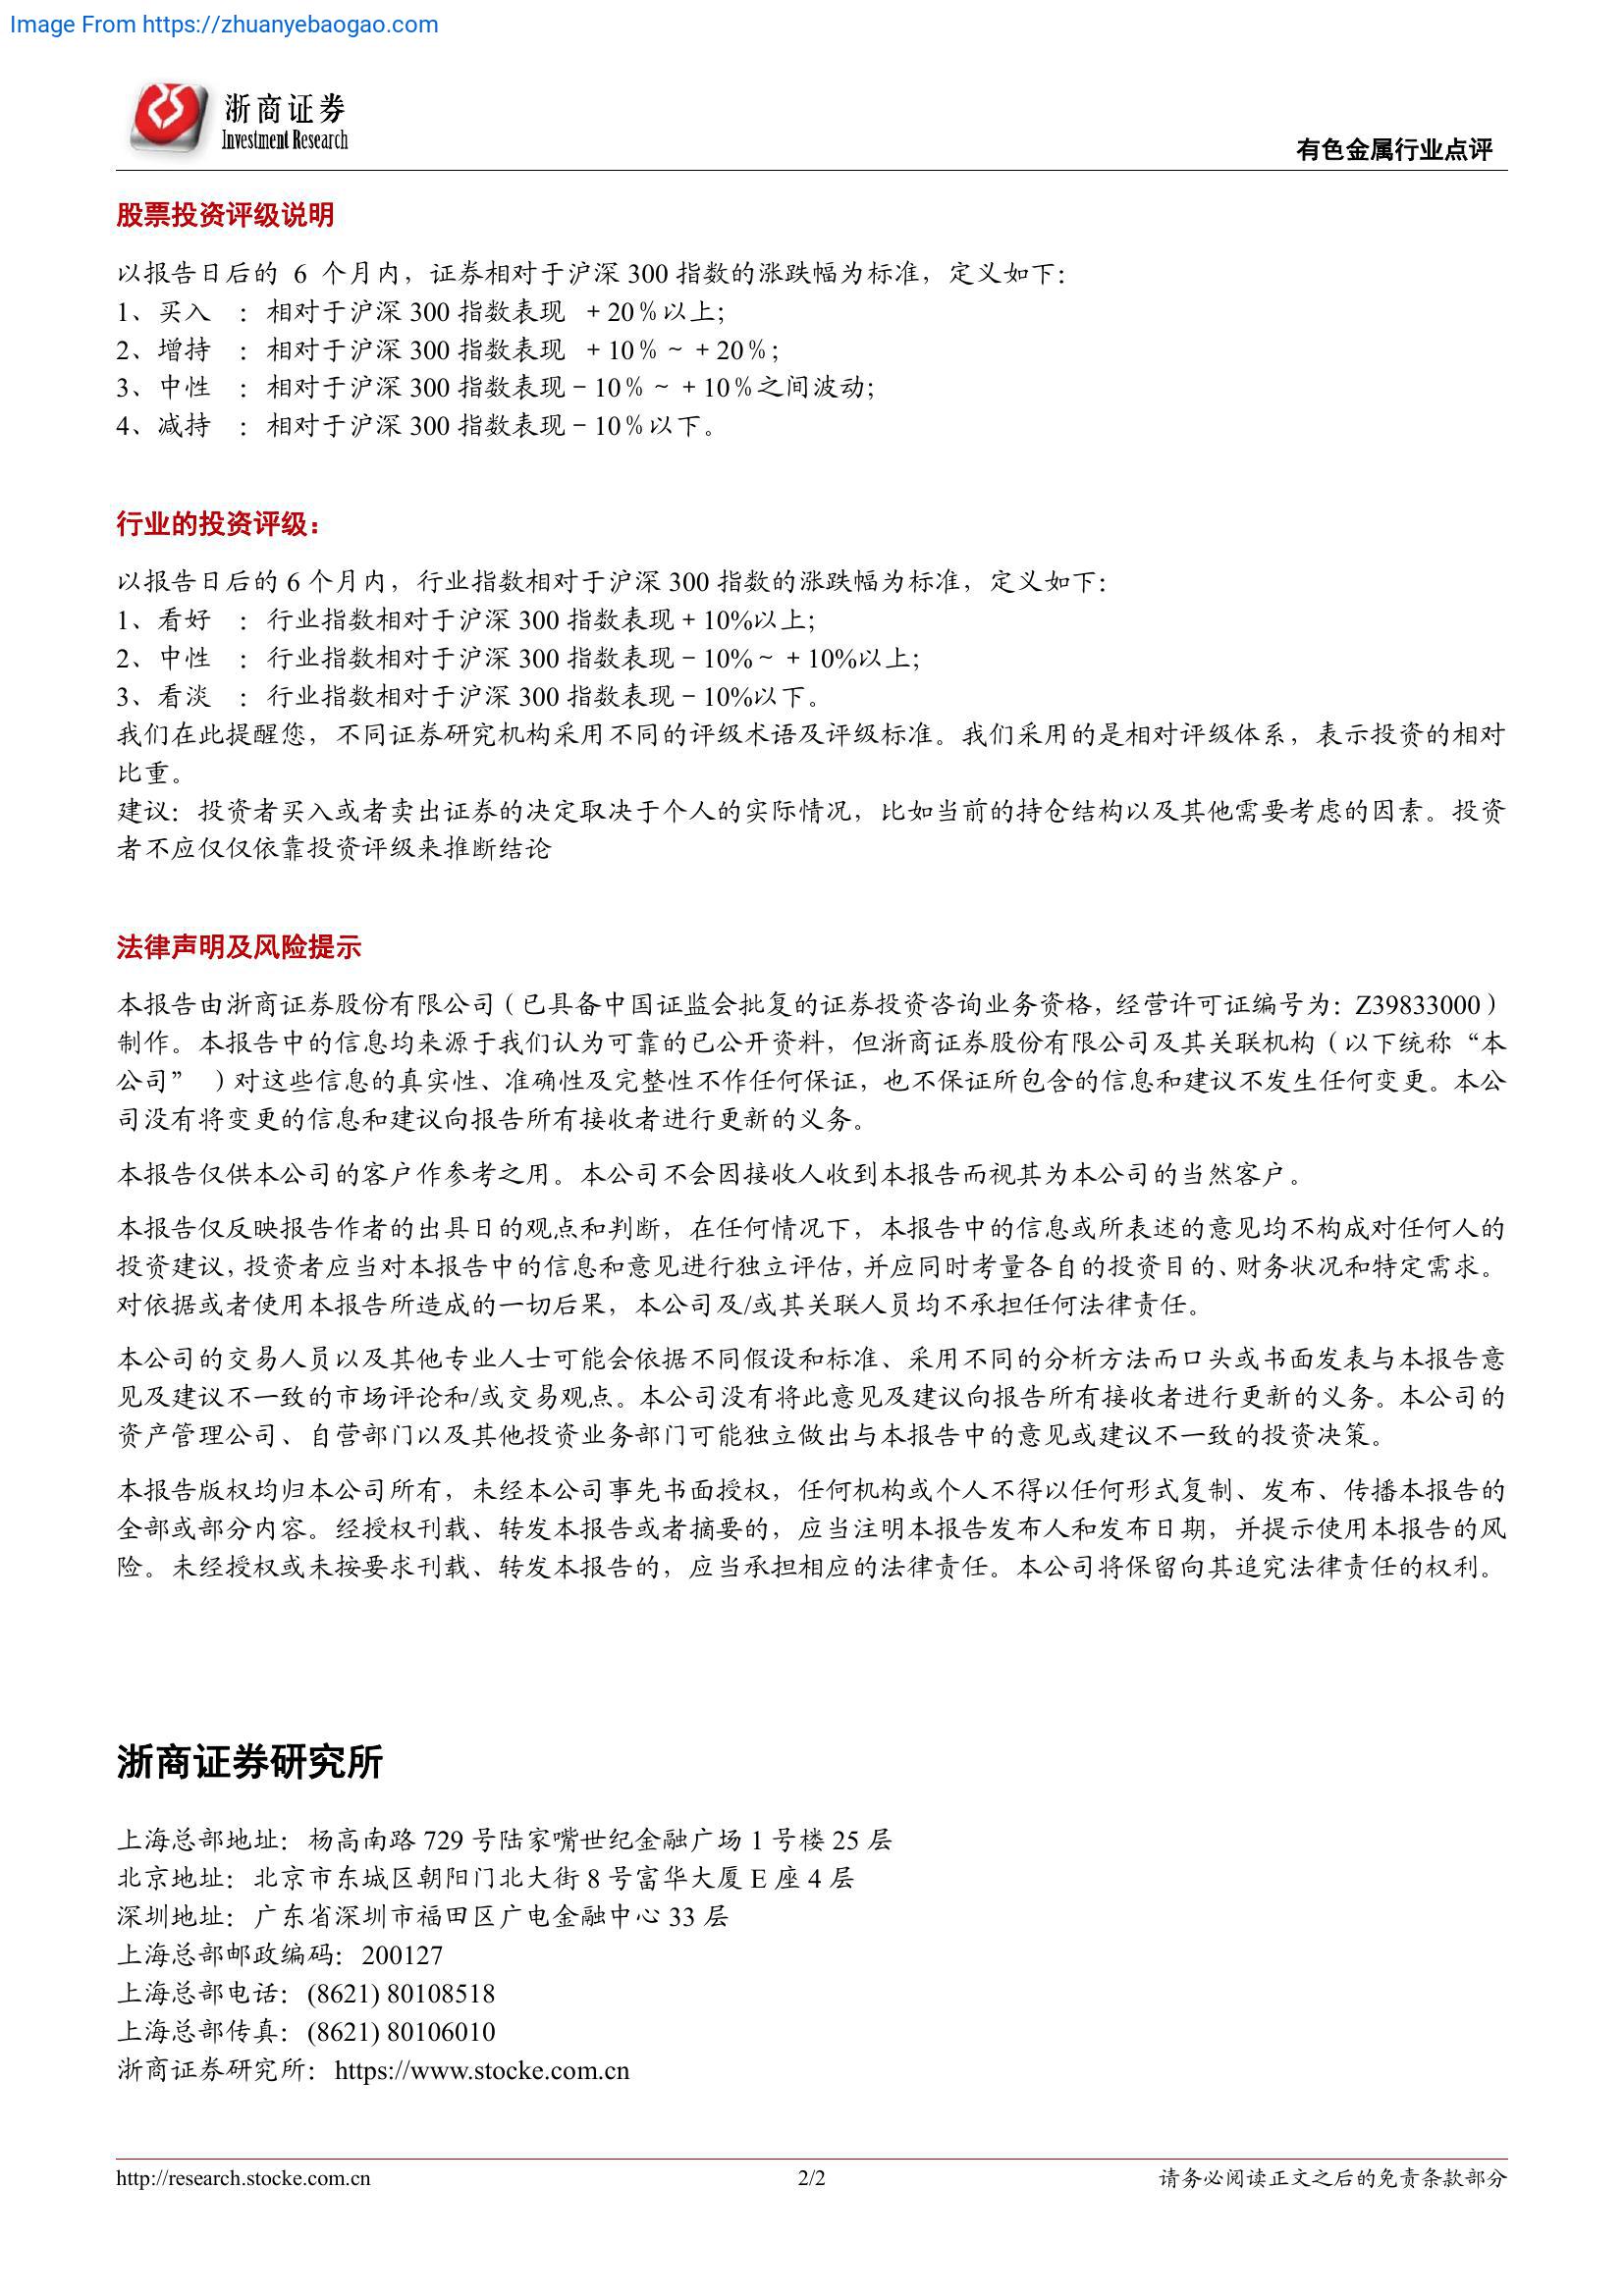 Image From https://zhuanyebaogao.com
浙商证券
Investment Research
有色金属行业点评
股票投资评级说明
以报告日后的 6 个月内，证券相对于沪深 300 指数的涨跌幅为标准，定义如下：
1、买入 ：相对于沪深 300 指数表现 ＋20％以上；
2、增持 ：相对于沪深 300 指数表现 ＋10％～＋20％；
3、中性 ：相对于沪深 300 指数表现－10％～＋10％之间波动；
4、减持 ：相对于沪深 300 指数表现－10％以下。
行业的投资评级：
以报告日后的 6 个月内，行业指数相对于沪深 300 指数的涨跌幅为标准，定义如下：
1、看好 ：行业指数相对于沪深 300 指数表现＋10%以上；
2、中性 ：行业指数相对于沪深 300 指数表现－10%～＋10%以上；
3、看淡 ：行业指数相对于沪深 300 指数表现－10%以下。
我们在此提醒您，不同证券研究机构采用不同的评级术语及评级标准。我们采用的是相对评级体系，表示投资的相对
比重。
建议：投资者买入或者卖出证券的决定取决于个人的实际情况，比如当前的持仓结构以及其他需要考虑的因素。投资
者不应仅仅依靠投资评级来推断结论
法律声明及风险提示
本报告由浙商证券股份有限公司（已具备中国证监会批复的证券投资咨询业务资格，经营许可证编号为：Z39833000）
制作。本报告中的信息均来源于我们认为可靠的已公开资料，但浙商证券股份有限公司及其关联机构（以下统称“本
公司”）对这些信息的真实性、准确性及完整性不作任何保证，也不保证所包含的信息和建议不发生任何变更。本公
司没有将变更的信息和建议向报告所有接收者进行更新的义务。
本报告仅供本公司的客户作参考之用。本公司不会因接收人收到本报告而视其为本公司的当然客户。
本报告仅反映报告作者的出具日的观点和判断，在任何情况下，本报告中的信息或所表述的意见均不构成对任何人的
投资建议，投资者应当对本报告中的信息和意见进行独立评估，并应同时考量各自的投资目的、财务状况和特定需求。
对依据或者使用本报告所造成的一切后果，本公司及/或其关联人员均不承担任何法律责任。
本公司的交易人员以及其他专业人士可能会依据不同假设和标准、采用不同的分析方法而口头或书面发表与本报告意
见及建议不一致的市场评论和/或交易观点。本公司没有将此意见及建议向报告所有接收者进行更新的义务。本公司的
资产管理公司、自营部门以及其他投资业务部门可能独立做出与本报告中的意见或建议不一致的投资决策。
本报告版权均归本公司所有，未经本公司事先书面授权，任何机构或个人不得以任何形式复制、发布、传播本报告的
全部或部分内容。经授权刊载、转发本报告或者摘要的，应当注明本报告发布人和发布日期，并提示使用本报告的风
险。未经授权或未按要求刊载、转发本报告的，应当承担相应的法律责任。本公司将保留向其追究法律责任的权利。
浙商证券研究所
上海总部地址：杨高南路 729 号陆家嘴世纪金融广场 1 号楼 25 层
北京地址：北京市东城区朝阳门北大街 8 号富华大厦 E 座 4 层
深圳地址：广东省深圳市福田区广电金融中心 33 层
上海总部邮政编码：200127
上海总部电话：(8621) 80108518
上海总部传真：(8621) 80106010
浙商证券研究所：https://www.stocke.com.cn
http://research.stocke.com.cn 2/2 请务必阅读正文之后的免责条款部分